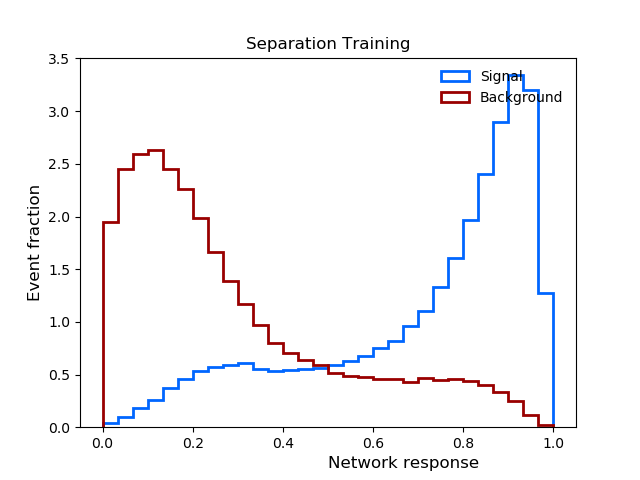 Separation Training
Signal
Background
Event fraction
3.5
3.0
2.5
2.0
1.5
1.0
0.5
0.0
0.0 0.2 0.4 0.6 0.8 1.0
Network response